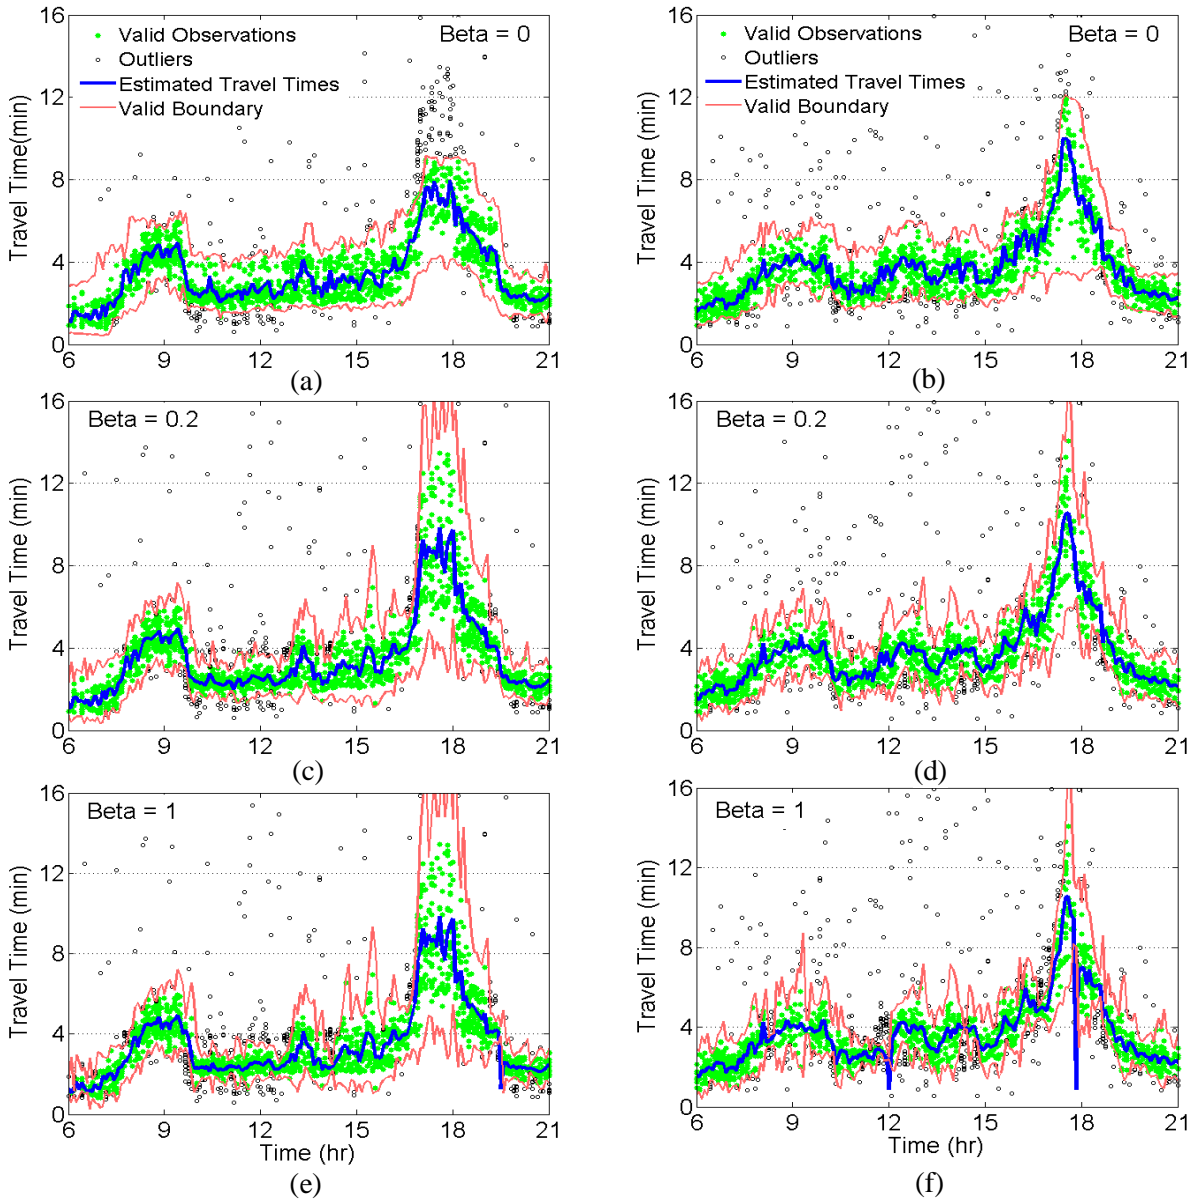 16
12
8
4
0
Travel Time(min)
Valid Observations
Outliers
Estimated Travel Times
Valid Boundary
Beta = 0
6 9 12 15 18 21
(a)
16
12
8
4
0
Travel Time (min)
Valid Observations
Outliers
Estimated Travel Times
Valid Boundary
Beta = 0
6 9 12 15 18 21
(b)
16
12
8
4
0
Travel Time (min)
Beta = 0.2
6 9 12 15 18 21
(c)
16
12
8
4
0
Travel Time (min)
Beta = 0.2
6 9 12 15 18 21
(d)
16
12
8
4
0
Travel Time (min)
Beta = 1
6 9 12 15 18 21
Time (hr)
(e)
16
12
8
4
0
Travel Time (min)
Beta = 1
6 9 12 15 18 21
Time (hr)
(f)